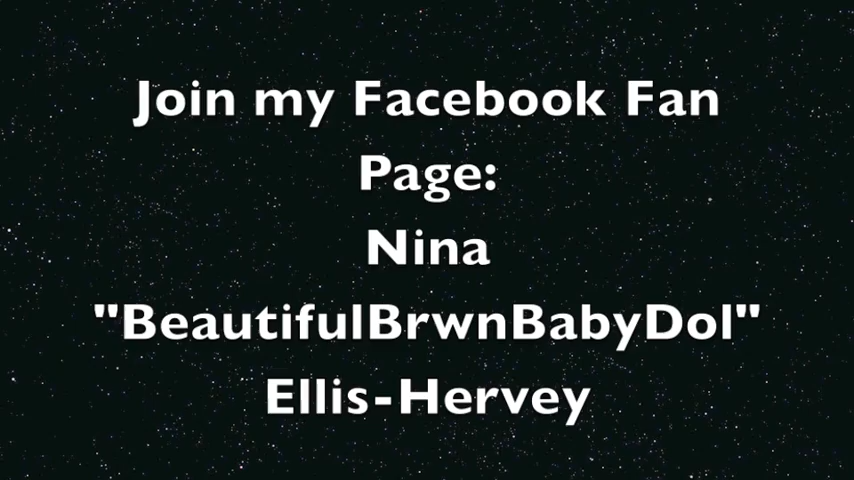 Join my Facebook Fan
Page:
Nina
"BeautifulBrwnBabyDol"
Ellis-Hervey